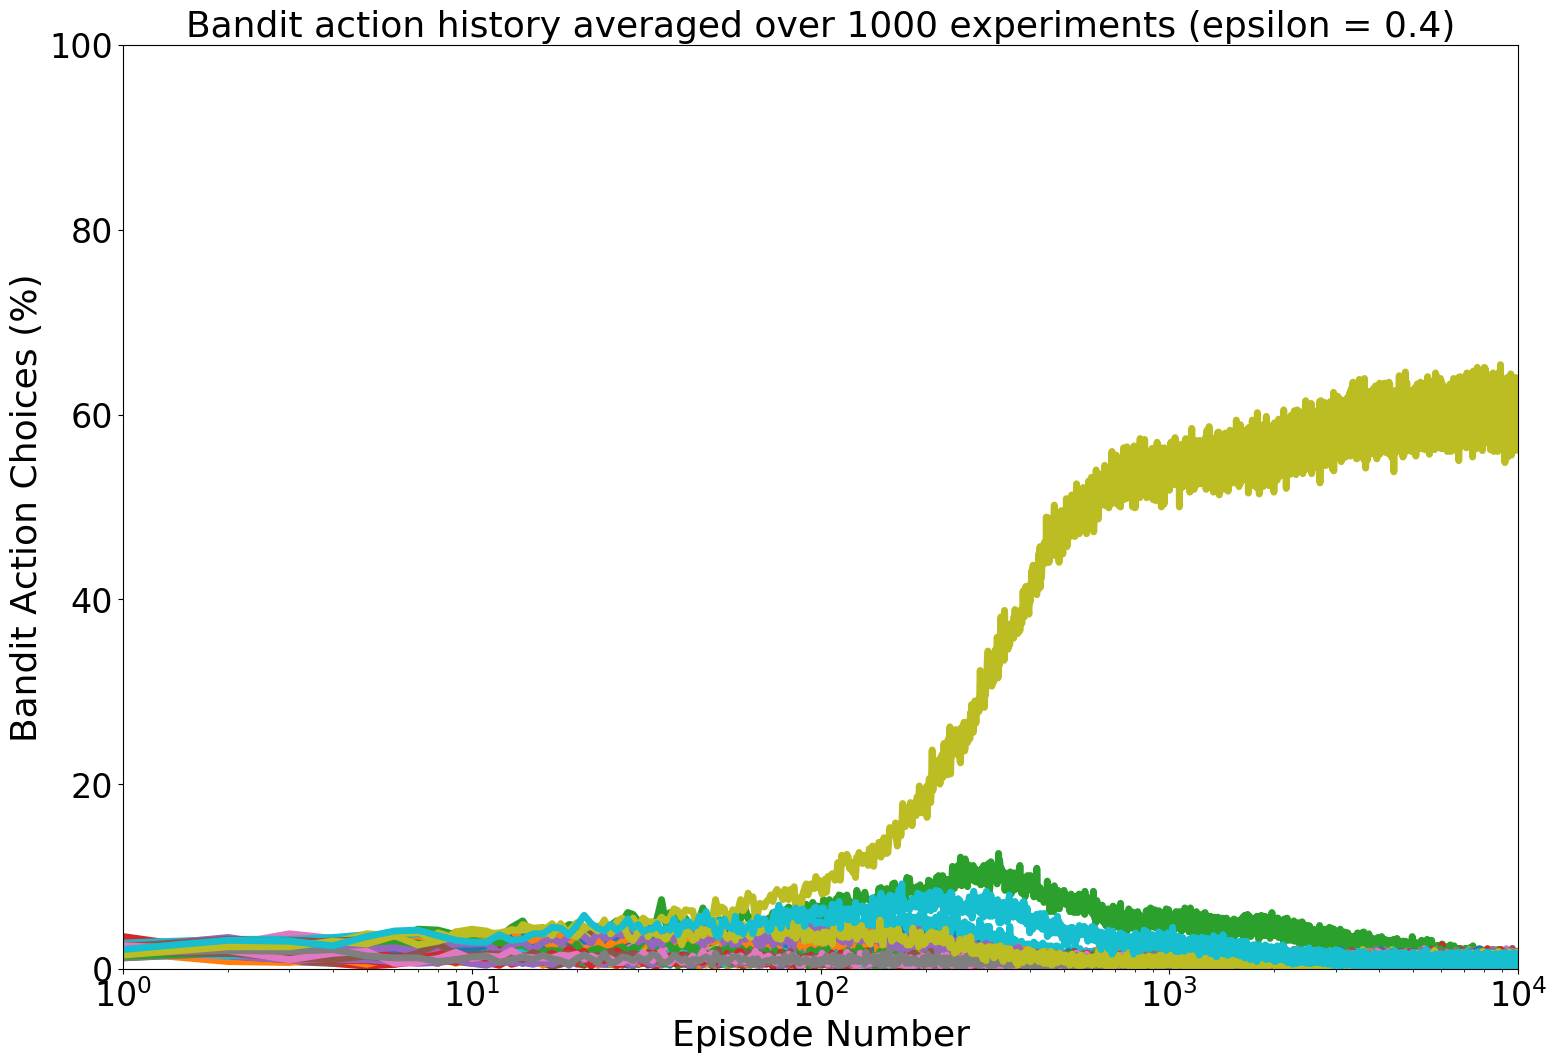 Bandit action history averaged over 1000 experiments (epsilon = 0.4)
100
80
60
40
20
0
Bandit Action Choices (%)
10⁰ 10¹ 10² 10³ 10⁴
Episode Number